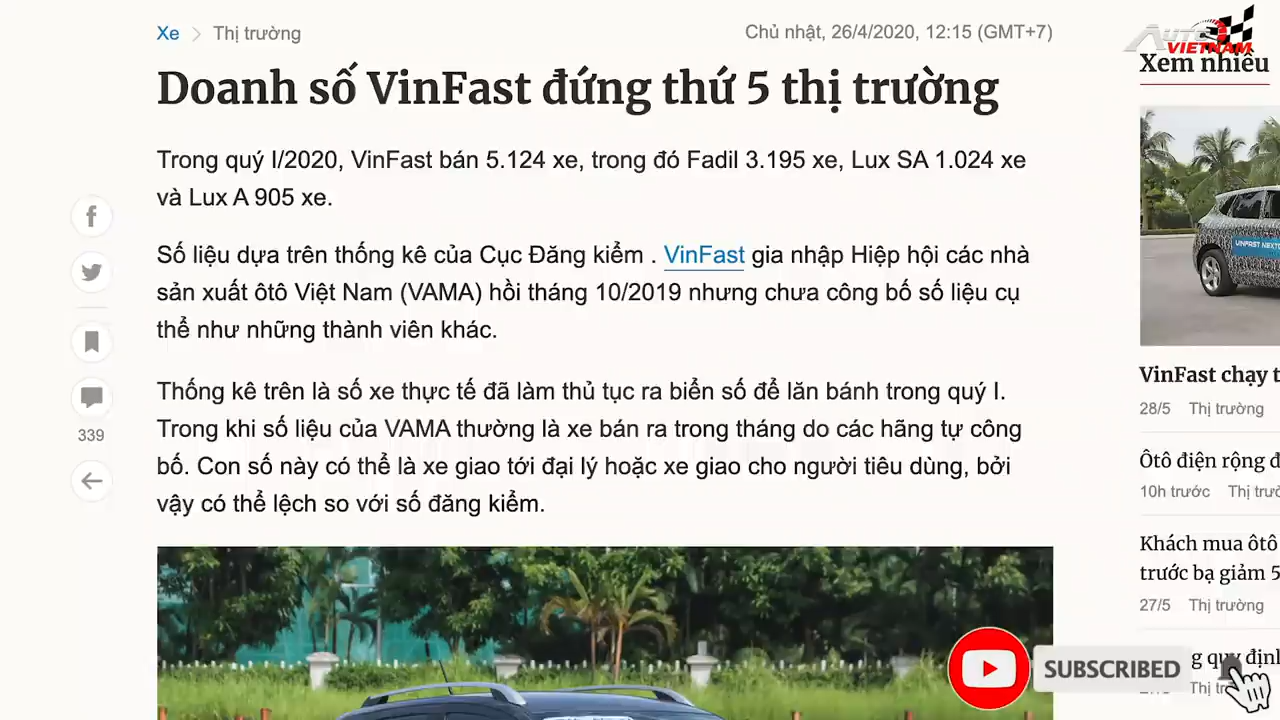 Xe
Thị trường
Chủ nhật, 26/4/2020, 12:15 (GMT+7)
Doanh số VinFast đứng thứ 5 thị trường
Trong quý I/2020, VinFast bán 5.124 xe, trong đó Fadil 3.195 xe, Lux SA 1.024 xe
và Lux A 905 xe.
Số liệu dựa trên thống kê của Cục Đăng kiểm . VinFast gia nhập Hiệp hội các nhà
sản xuất ôtô Việt Nam (VAMA) hồi tháng 10/2019 nhưng chưa công bố số liệu cụ
thể như những thành viên khác.
Thống kê trên là số xe thực tế đã làm thủ tục ra biển số để lăn bánh trong quý I.
Trong khi số liệu của VAMA thường là xe bán ra trong tháng do các hãng tự công
bố. Con số này có thể là xe giao tới đại lý hoặc xe giao cho người tiêu dùng, bởi
vậy có thể lệch so với số đăng kiểm.
339
AUTO
VIETNAM
Xem nhiều
VinFast chạy
28/5 Thị trường
Ôtô điện rộng
10h trước
Khách mua ôtô
trước bạ giảm 5
27/5 Thị trường
SUBSCRIBED